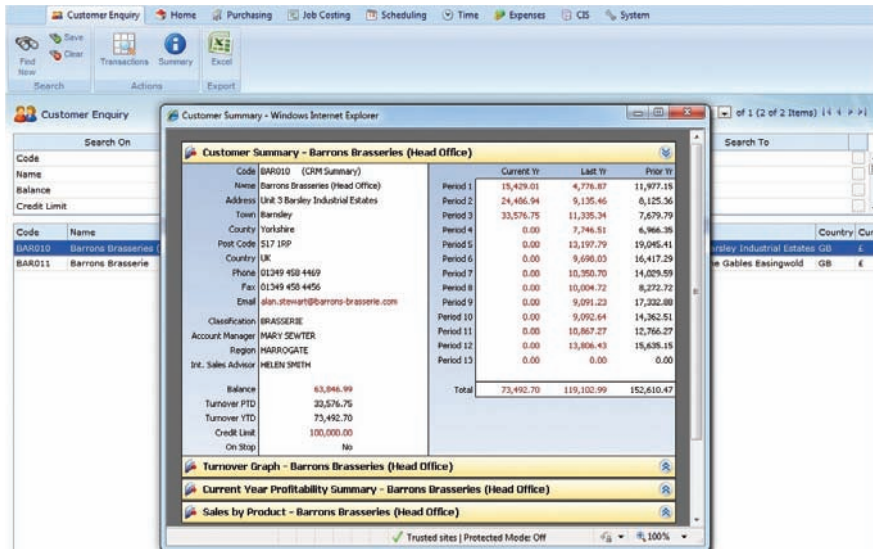 Customer Enquiry Home Purchasing Job Costing Scheduling Time Expenses CIS System
Find Now
Save
Clear
Transactions
Summary
Excel
Search Actions Export
Customer Enquiry
of 1 (2 of 2 Items)
Search On
Search To
Code
Name
Balance
Credit Limit
Code Name Country Cur
BAR010 Barrons Brasseries ( Industrial Estates GB £
BAR011 Barrons Brasserie Gables Easingwold GB £
Customer Summary - Windows Internet Explorer
Customer Summary - Barrons Brasseries (Head Office)
Code BAR010 (CRM Summary)
Name Barrons Brasseries (Head Office)
Address Unit 3 Barsley Industrial Estates
Town Barnsley
County Yorkshire
Post Code S17 1RP
Country UK
Phone 01349 458 4469
Fax 01349 458 4456
Email alan.stewart@barrons-brasserie.com
Classification BRASSERIE
Account Manager MARY SEWTER
Region HARROGATE
Int. Sales Advisor HELEN SMITH
Balance 63,846.99
Turnover PTD 33,576.75
Turnover YTD 73,492.70
Credit Limit 100,000.00
On Stop No
Current Yr Last Yr Prior Yr
Period 1 15,429.01 4,776.87 11,977.15
Period 2 24,486.94 9,135.46 8,125.36
Period 3 33,576.75 11,335.34 7,679.79
Period 4 0.00 7,746.51 6,966.35
Period 5 0.00 13,197.79 19,045.41
Period 6 0.00 9,698.03 16,417.29
Period 7 0.00 10,350.70 14,029.59
Period 8 0.00 10,004.72 8,272.72
Period 9 0.00 9,091.23 17,332.88
Period 10 0.00 9,092.64 14,362.51
Period 11 0.00 10,867.27 12,766.27
Period 12 0.00 13,806.43 15,635.15
Period 13 0.00 0.00 0.00
Total 73,492.70 119,102.99 152,610.47
Turnover Graph - Barrons Brasseries (Head Office)
Current Year Profitability Summary - Barrons Brasseries (Head Office)
Sales by Product - Barrons Brasseries (Head Office)
Trusted sites | Protected Mode: Off 100%